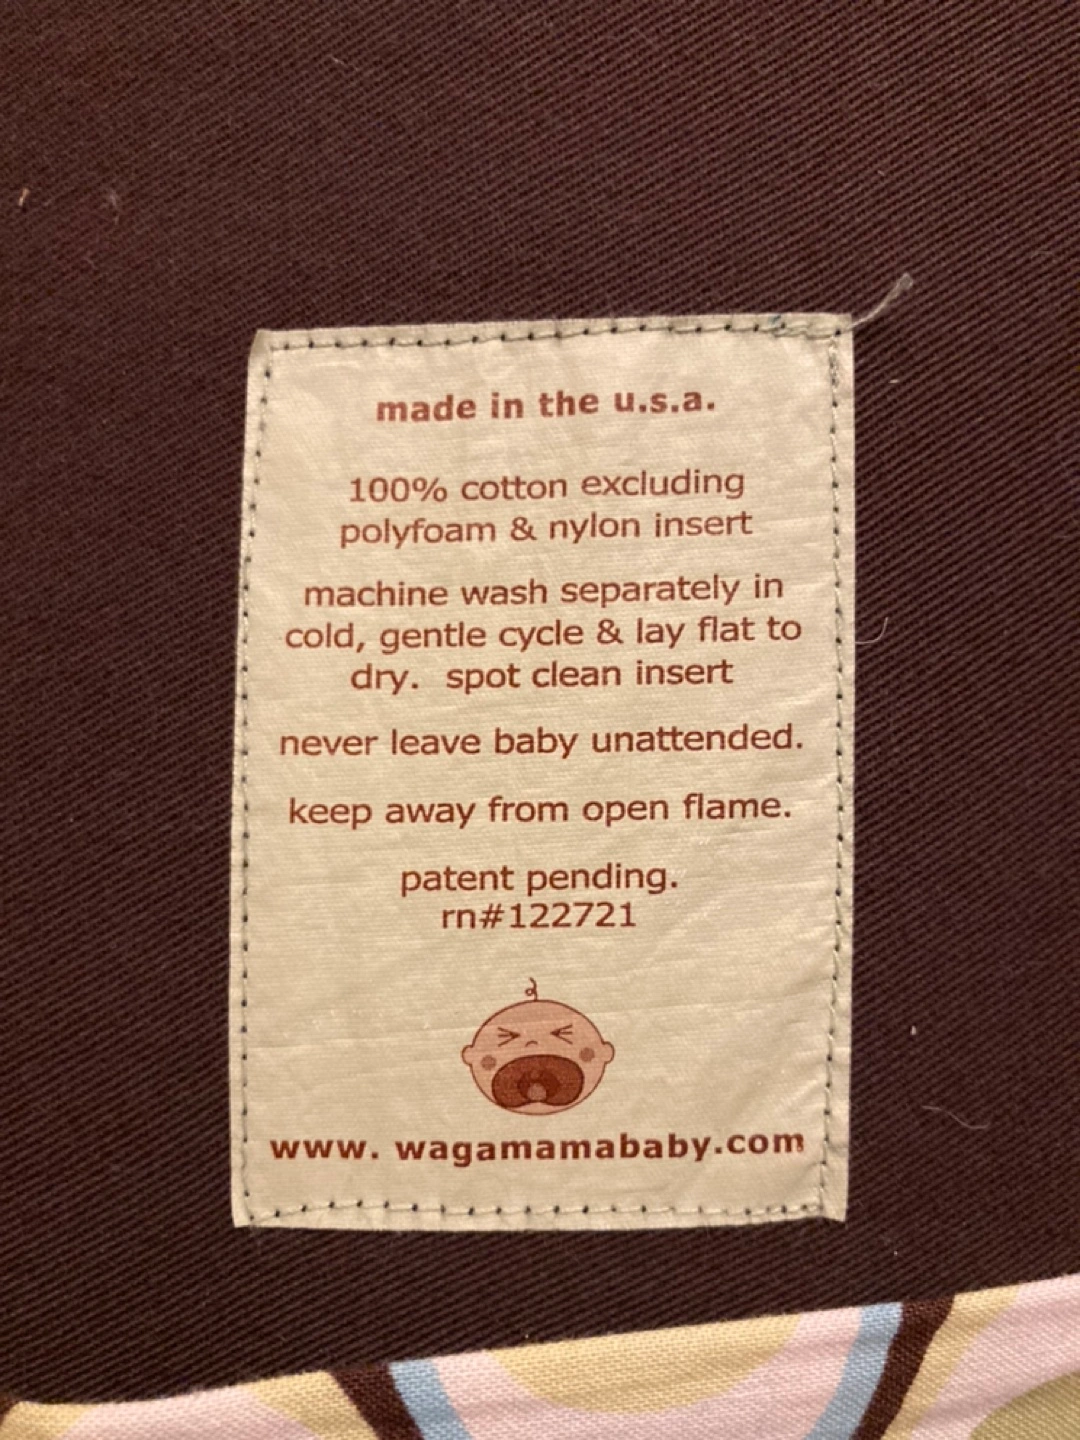 made in the u.s.a.
100% cotton excluding
polyfoam & nylon insert
machine wash separately in
cold, gentle cycle & lay flat to
dry.  spot clean insert
never leave baby unattended.
keep away from open flame.
patent pending.
rn#122721
www. wagamamababy.com